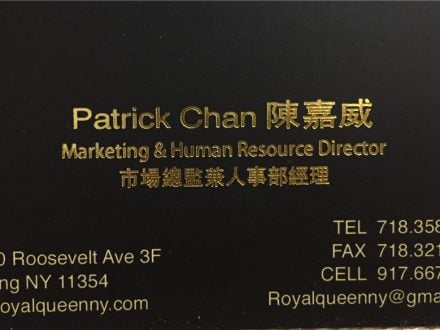 Patrick Chan 陳嘉威
Marketing & Human Resource Director
市場總監兼人事部經理
TEL 718.358
0 Roosevelt Ave 3F
FAX 718.321
ng NY 11354
CELL 917.667
oyalqueenny.com
Royalqueenny@gma